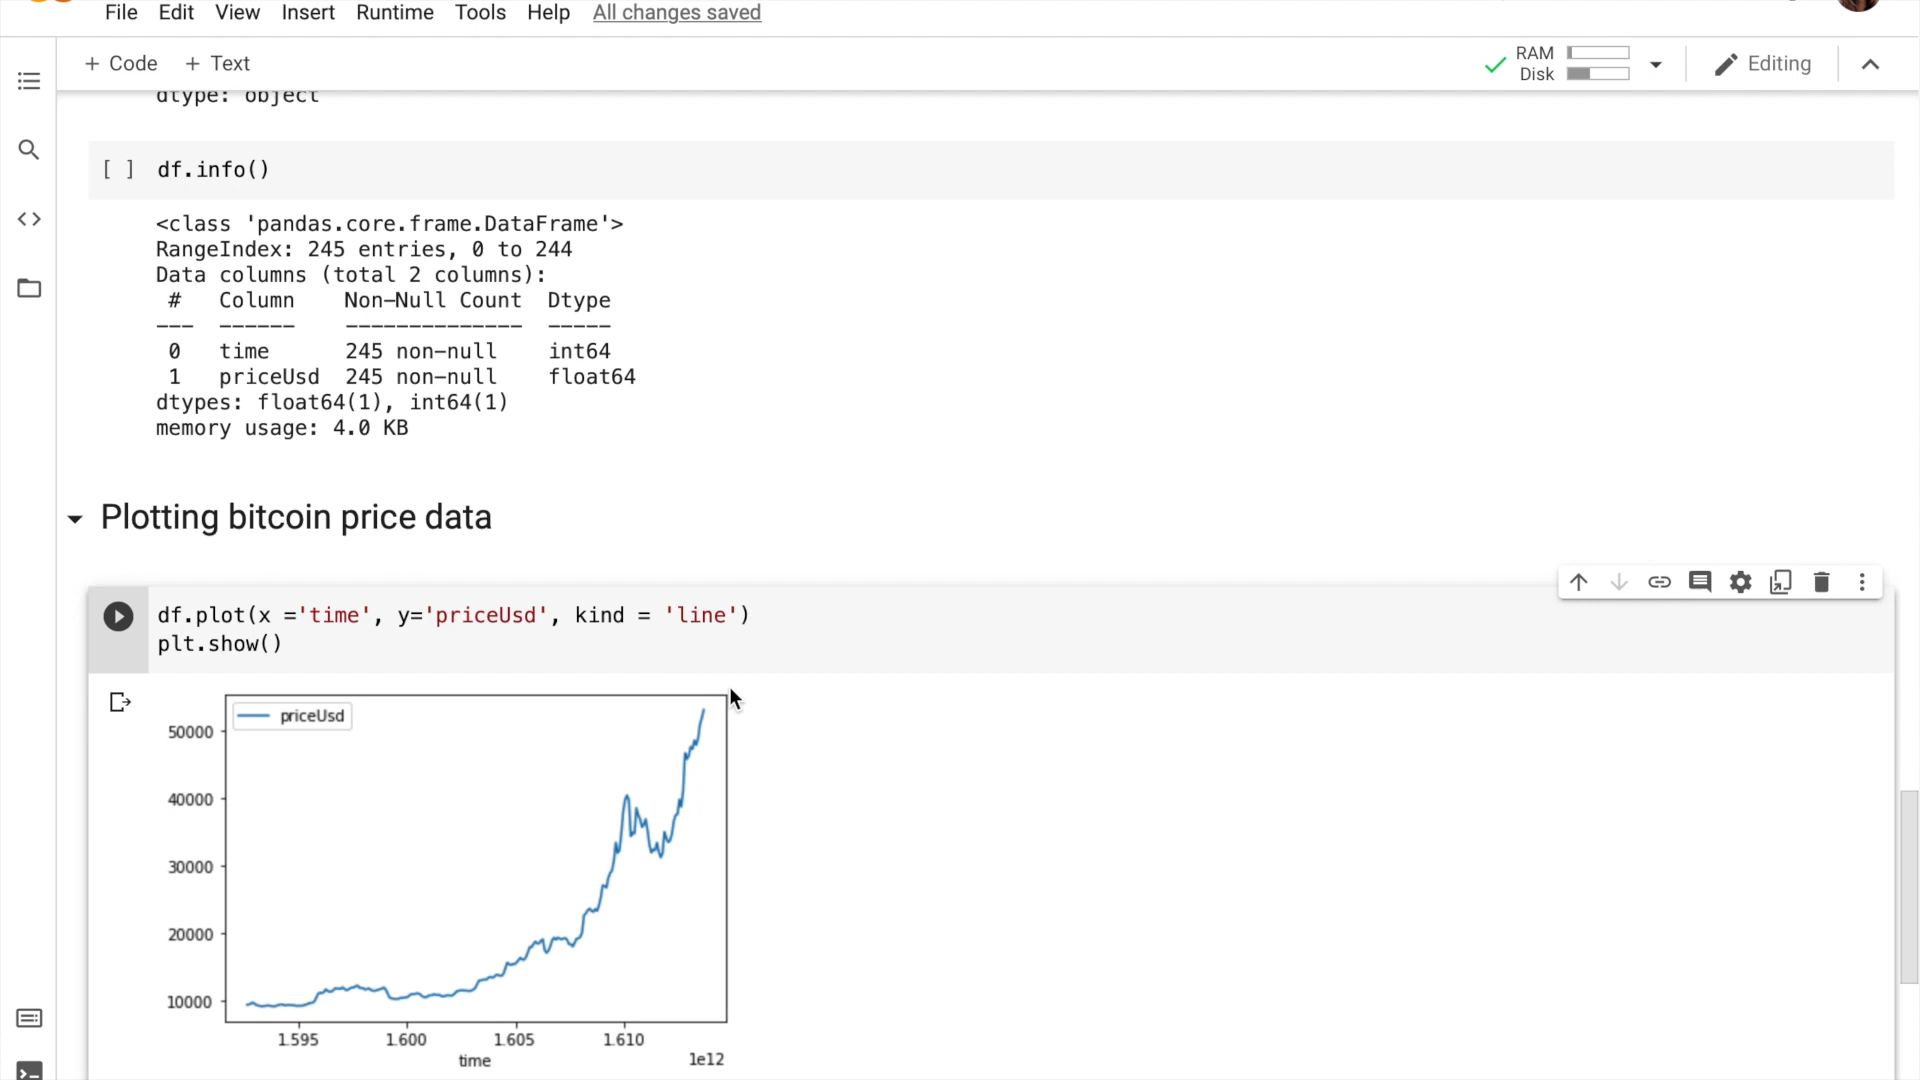 File Edit View Insert Runtime Tools Help All changes saved
+ Code + Text
RAM
Disk
Editing
dtype: object
[ ] df.info()
<class 'pandas.core.frame.DataFrame'>
RangeIndex: 245 entries, 0 to 244
Data columns (total 2 columns):
# Column Non-Null Count Dtype
--- ------ -------------- -----
0 time 245 non-null int64
1 priceUsd 245 non-null float64
dtypes: float64(1), int64(1)
memory usage: 4.0 KB
Plotting bitcoin price data
df.plot(x ='time', y='priceUsd', kind = 'line')
plt.show()
priceUsd
50000
40000
30000
20000
10000
1.595 1.600 1.605 1.610
time 1e12